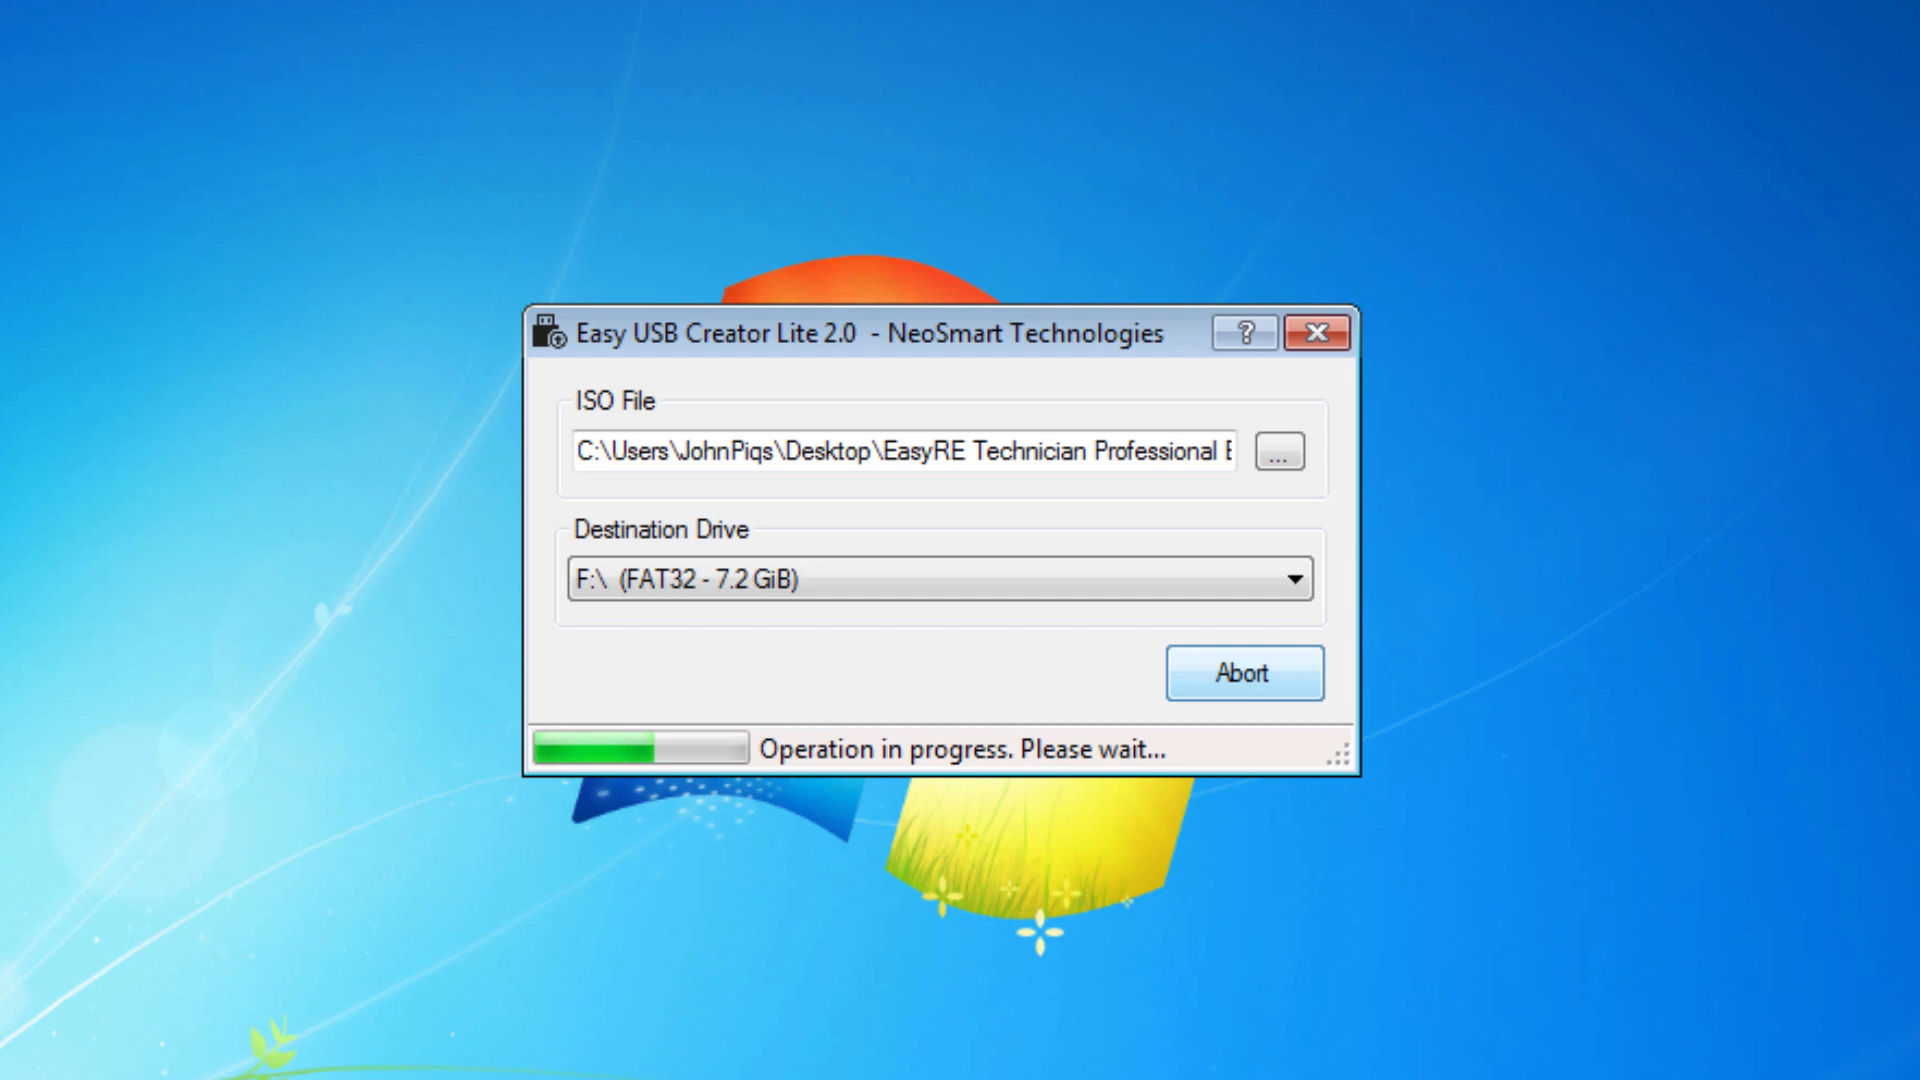 Easy USB Creator Lite 2.0 - NeoSmart Technologies
ISO File
C:\Users\JohnPiqs\Desktop\EasyRE Technician Professional
...
Destination Drive
F:\ (FAT32 - 7.2 GiB)
Abort
Operation in progress. Please wait...